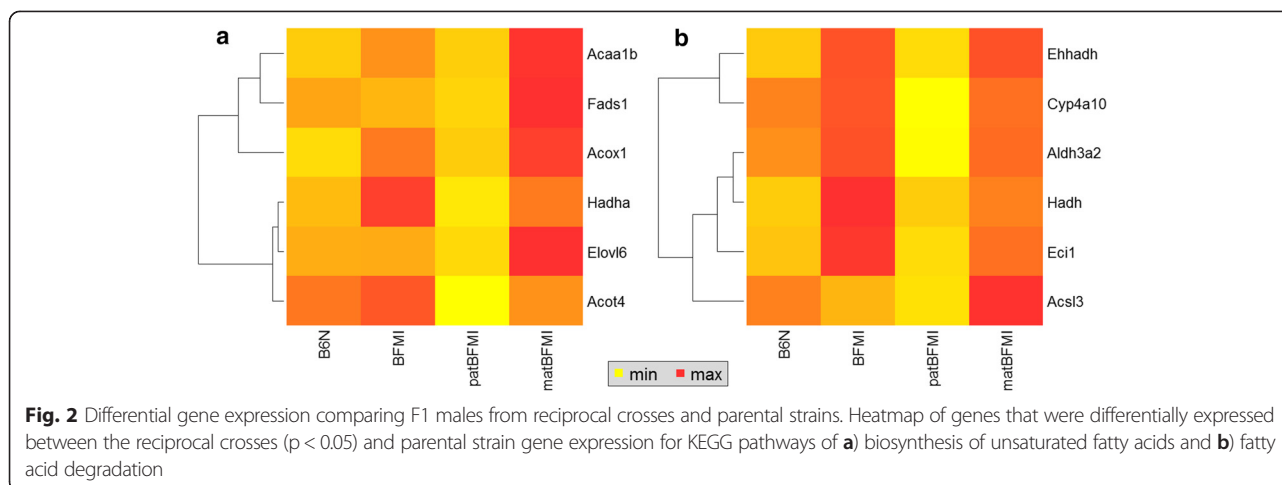 a
Acaa1b
Fads1
Acox1
Hadha
Elovl6
Acot4
B6N
BFMI
patBFMI
matBFMI
b
Ehhadh
Cyp4a10
Aldh3a2
Hadh
Eci1
Acsl3
B6N
BFMI
patBFMI
matBFMI
min max
Fig. 2 Differential gene expression comparing F1 males from reciprocal crosses and parental strains. Heatmap of genes that were differentially expressed
between the reciprocal crosses (p < 0.05) and parental strain gene expression for KEGG pathways of a) biosynthesis of unsaturated fatty acids and b) fatty
acid degradation